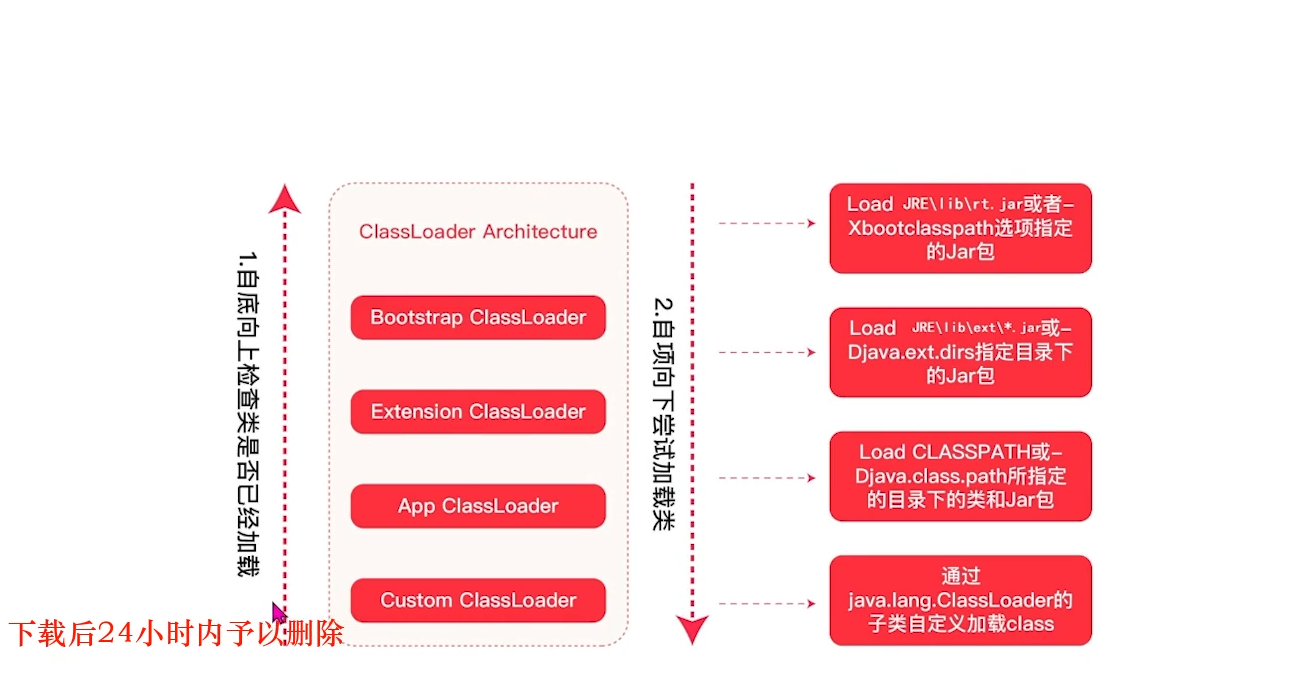 1.自底向上检查类是否已经加载
ClassLoader Architecture
Bootstrap ClassLoader
Extension ClassLoader
App ClassLoader
Custom ClassLoader
2.自项向下尝试加载类
Load JRE\lib\rt.jar或者-
Xbootclasspath选项指定
的Jar包
Load JRE\lib\ext\*.jar或-
Djava.ext.dirs指定目录下
的Jar包
Load CLASSPATH或-
Djava.class.path所指定
的目录下的类和Jar包
通过
java.lang.ClassLoader的
子类自定义加载class
下载后24小时内予以删除